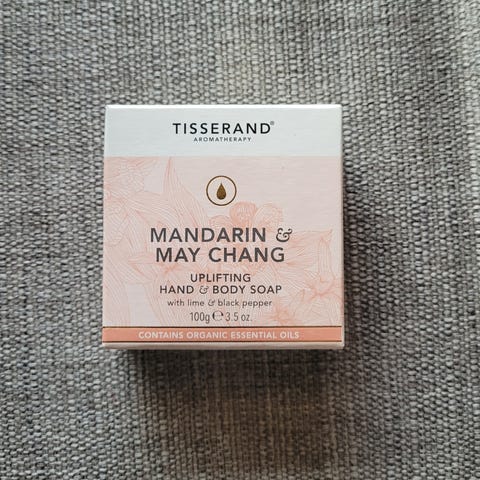 TISSERAND®
AROMATHERAPY
MANDARIN &
MAY CHANG
UPLIFTING
HAND & BODY SOAP
with lime & black pepper
100g ℮ 3.5 oz.
CONTAINS ORGANIC ESSENTIAL OILS